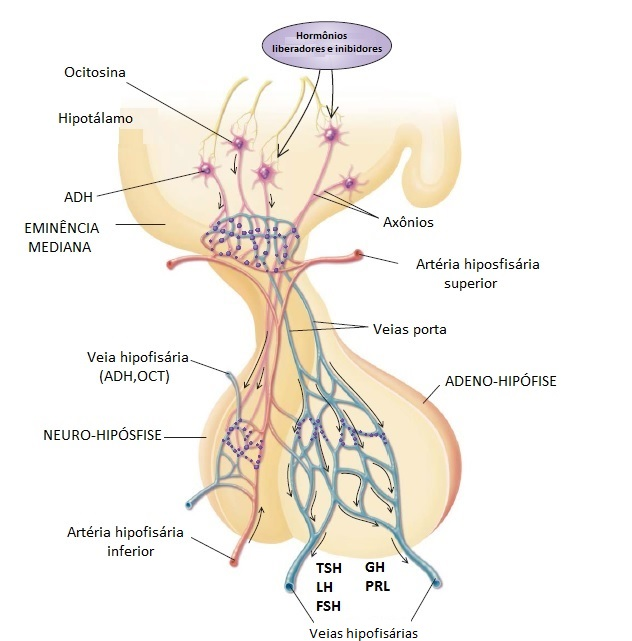 Hormônios
liberadores e inibidores
Ocitosina
Hipotálamo
ADH
EMINÊNCIA
MEDIANA
Axônios
Artéria hiposfisária
superior
Veias porta
Veia hipofisária
(ADH,OCT)
ADENO-HIPÓFISE
NEURO-HIPÓSFISE
Artéria hipofisária
inferior
TSH
LH
FSH
GH
PRL
Veias hipofisárias